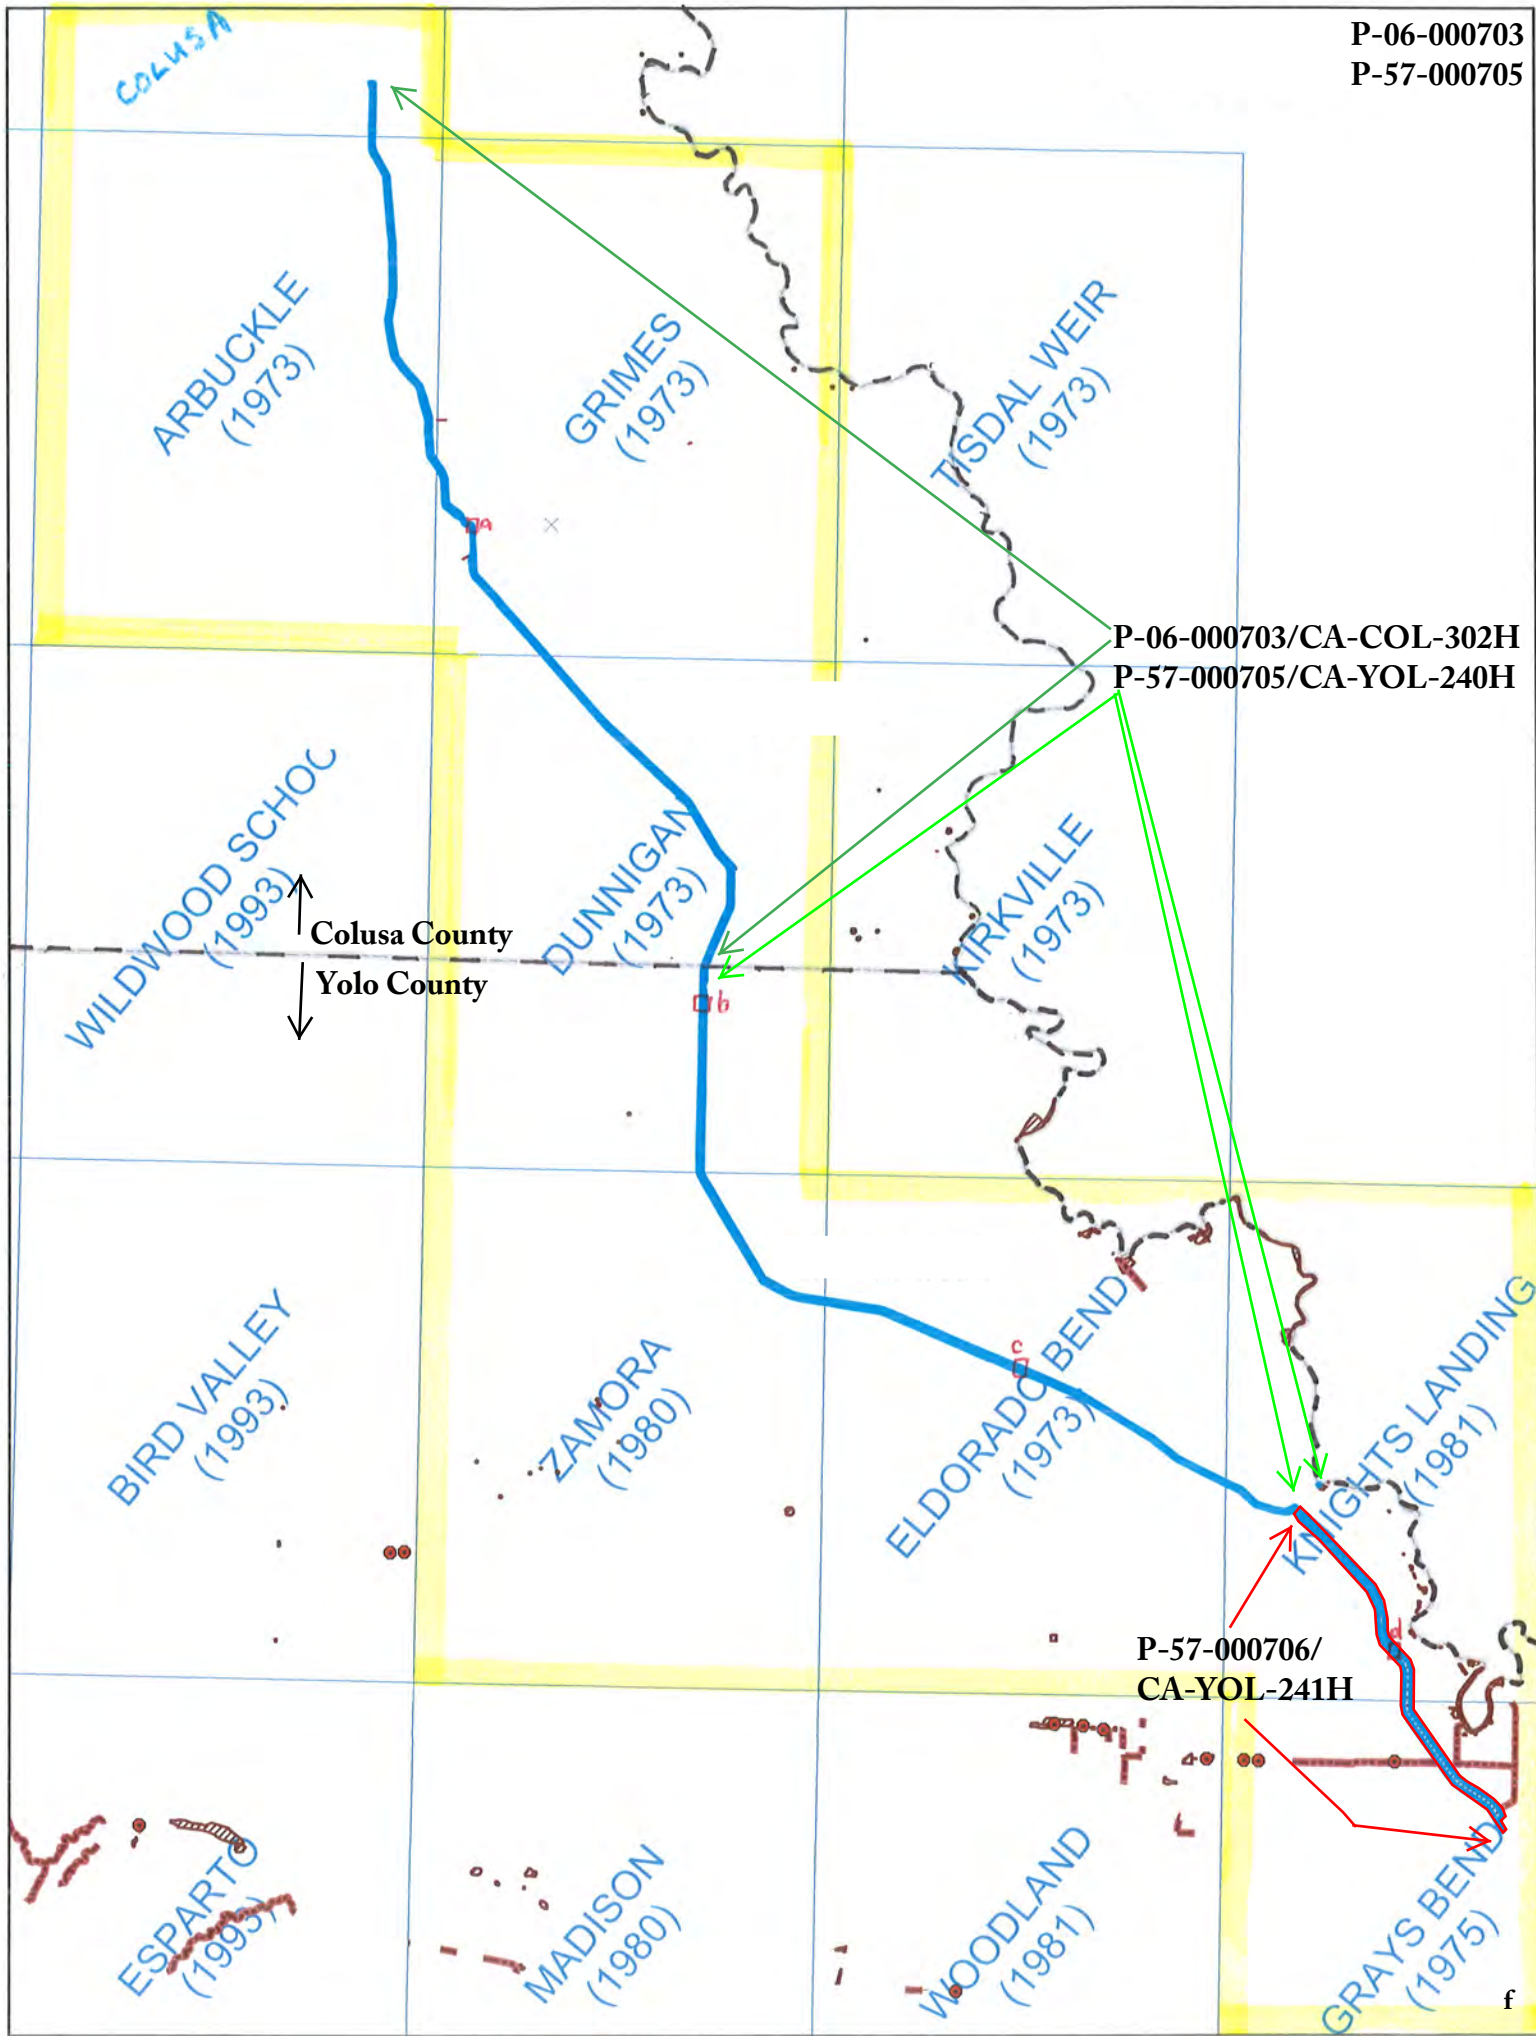 P-06-000703
P-57-000705
COLUSA
ARBUCKLE
(1973)
GRIMES
(1973)
TISDAL WEIR
(1973)
a
P-06-000703/CA-COL-302H
P-57-000705/CA-YOL-240H
WILDWOOD SCHOO
(1993)
DUNNIGAN
(1973)
KIRKVILLE
(1973)
Colusa County
Yolo County
b
BIRD VALLEY
(1993)
ZAMORA
(1980)
c
ELDORADO BEND
(1973)
KNIGHTS LANDING
(1981)
d
P-57-000706/
CA-YOL-241H
ESPARTO
(1993)
MADISON
(1980)
WOODLAND
(1981)
GRAYS BEND
(1975)
f